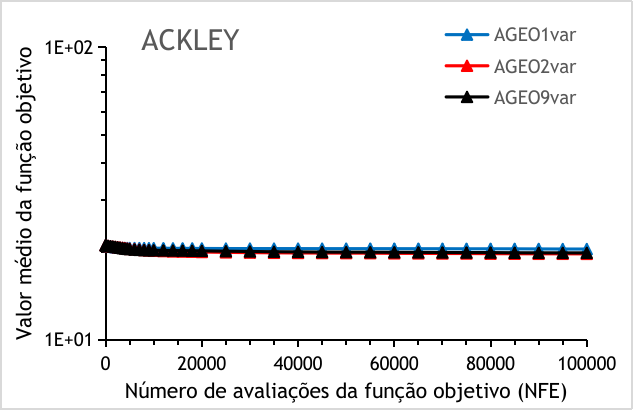 ACKLEY
AGEO1var
AGEO2var
AGEO9var
Valor médio da função objetivo
1E+02
1E+01
0 20000 40000 60000 80000 100000
Número de avaliações da função objetivo (NFE)